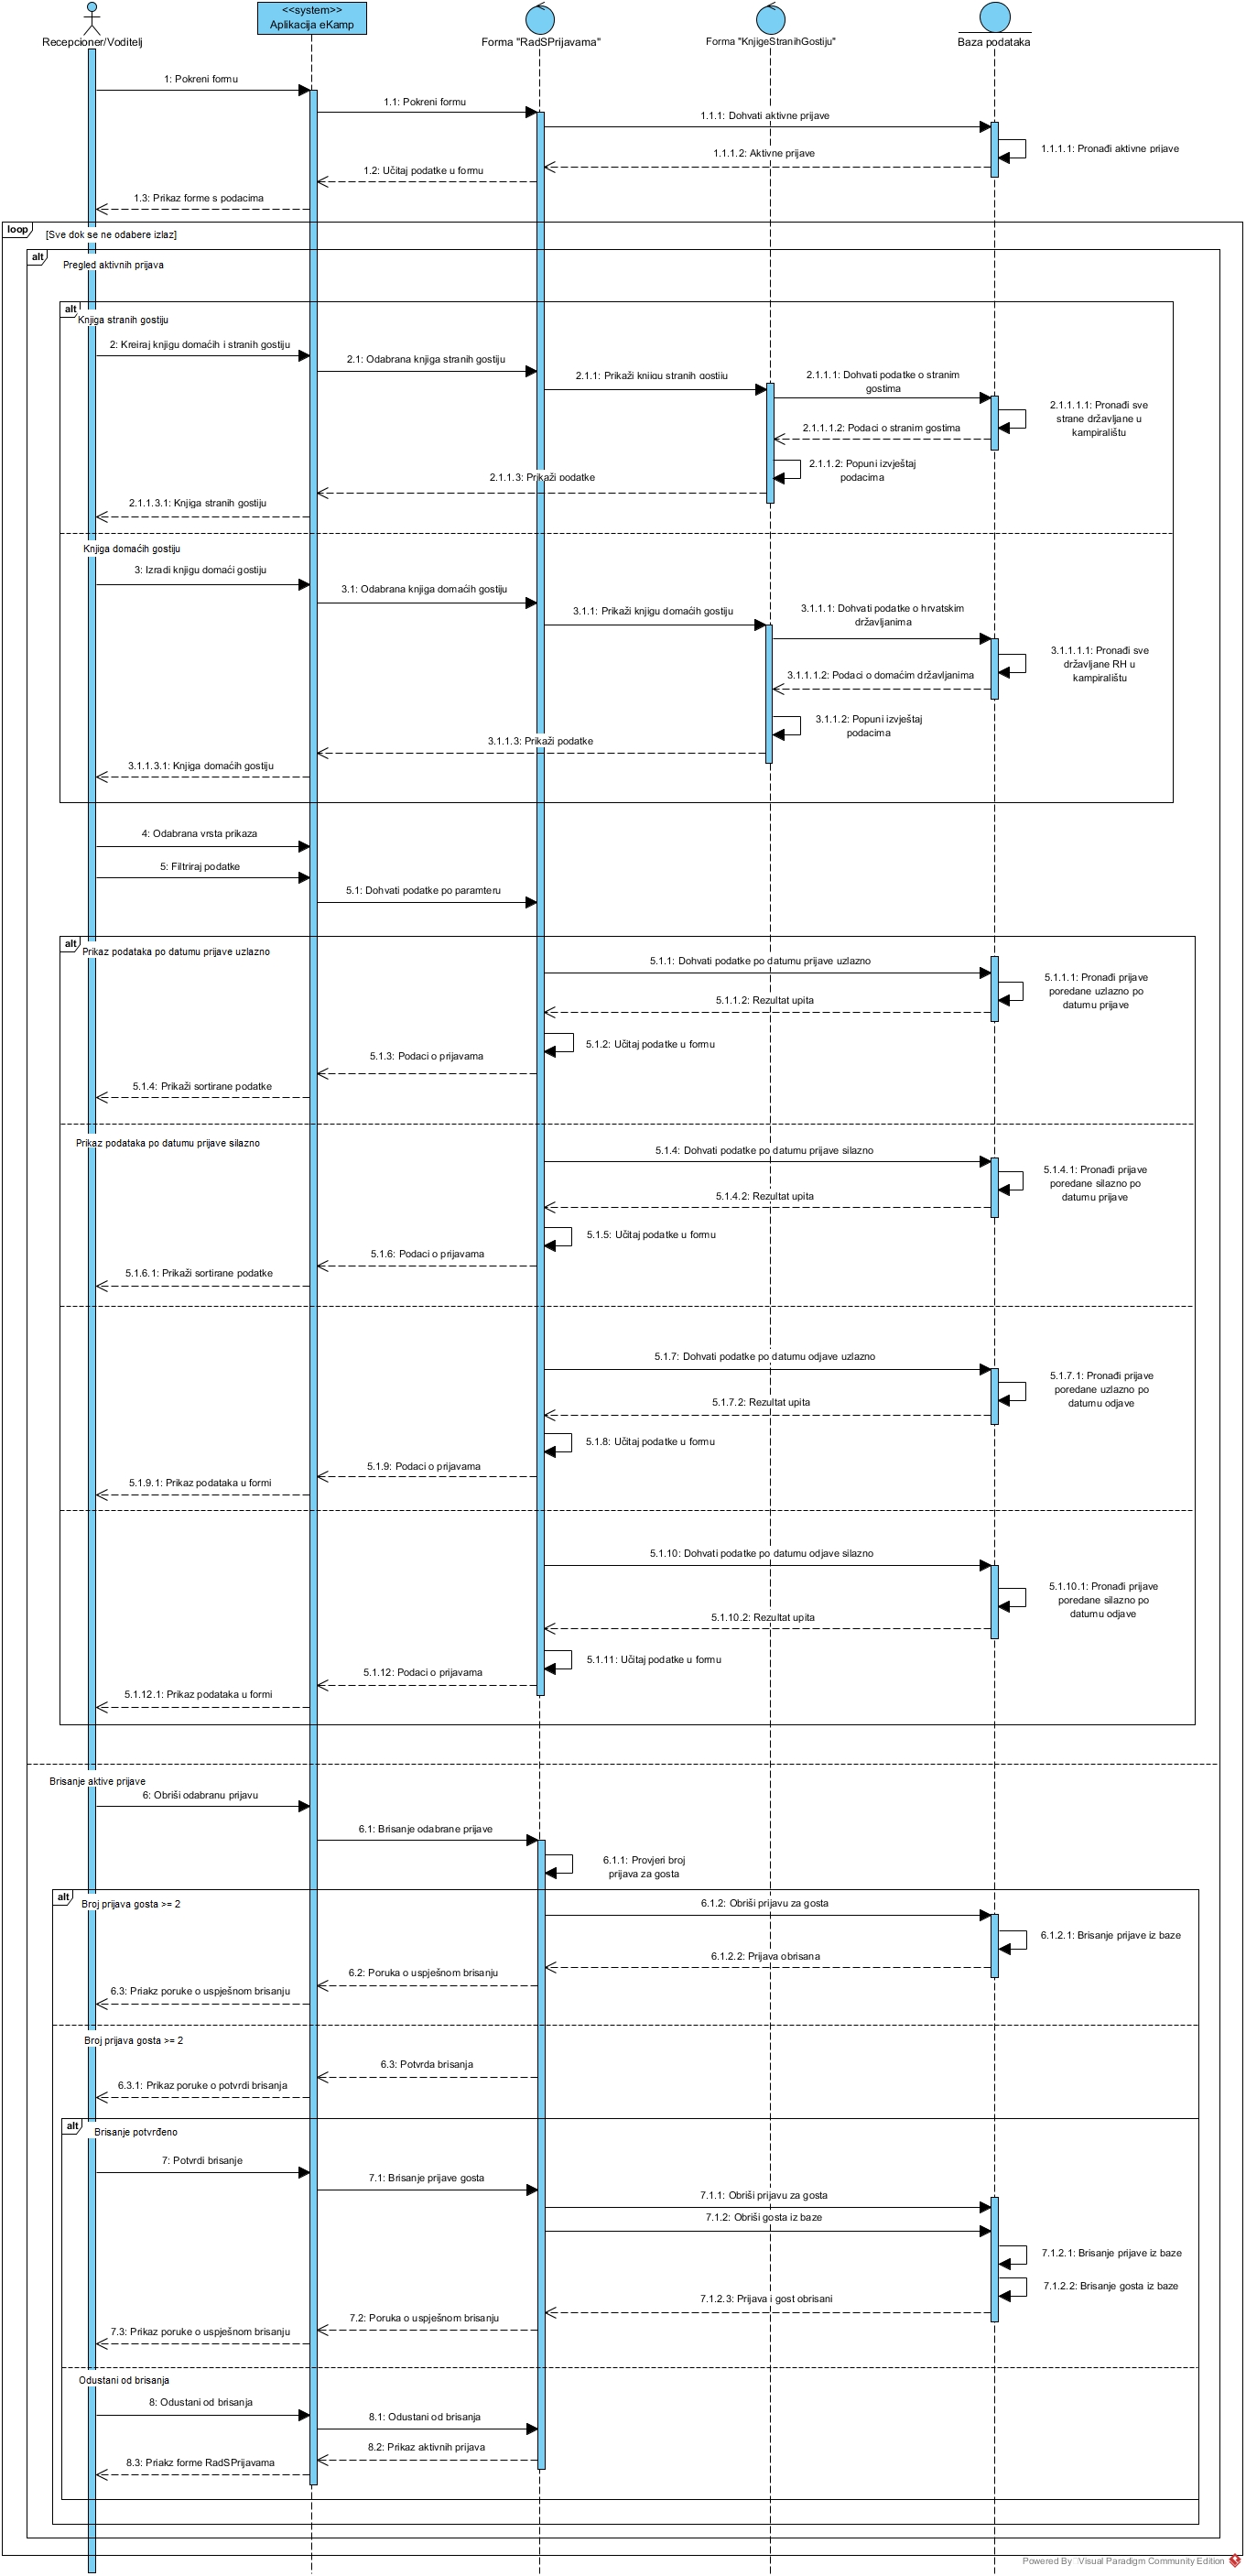 <<system>>
Aplikacija eKamp
Recepcioner/Voditelj
Forma "RadSPrijavama"
Forma "KnjigeStranihGostiju"
Baza podataka
1: Pokreni formu
1.1: Pokreni formu
1.1.1: Dohvati aktivne prijave
1.1.1.1: Pronađi aktivne prijave
1.1.1.2: Aktivne prijave
1.2: Učitaj podatke u formu
1.3: Prikaz forme s podacima
loop
[Sve dok se ne odabere izlaz]
alt
Pregled aktivnih prijava
alt
Knjiga stranih gostiju
2: Kreiraj knjigu domaćih i stranih gostiju
2.1: Odabrana knjiga stranih gostiju
2.1.1: Prikaži knjigu stranih gostiju
2.1.1.1: Dohvati podatke o stranim
gostima
2.1.1.1.1: Pronađi sve
strane državljane u
kampiralištu
2.1.1.1.2: Podaci o stranim gostima
2.1.1.2: Popuni izvještaj
podacima
2.1.1.3: Prikaži podatke
2.1.1.3.1: Knjiga stranih gostiju
Knjiga domaćih gostiju
3: Izradi knjigu domaći gostiju
3.1: Odabrana knjiga domaćih gostiju
3.1.1: Prikaži knjigu domaćih gostiju
3.1.1.1: Dohvati podatke o hrvatskim
državljanima
3.1.1.1.1: Pronađi sve
državljane RH u
kampiralištu
3.1.1.1.2: Podaci o domaćim državljanima
3.1.1.2: Popuni izvještaj
podacima
3.1.1.3: Prikaži podatke
3.1.1.3.1: Knjiga domaćih gostiju
4: Odabrana vrsta prikaza
5: Filtriraj podatke
5.1: Dohvati podatke po paramteru
alt
Prikaz podataka po datumu prijave uzlazno
5.1.1: Dohvati podatke po datumu prijave uzlazno
5.1.1.1: Pronađi prijave
poredane uzlazno po
datumu prijave
5.1.1.2: Rezultat upita
5.1.2: Učitaj podatke u formu
5.1.3: Podaci o prijavama
5.1.4: Prikaži sortirane podatke
Prikaz podataka po datumu prijave silazno
5.1.4: Dohvati podatke po datumu prijave silazno
5.1.4.1: Pronađi prijave
poredane silazno po
datumu prijave
5.1.4.2: Rezultat upita
5.1.5: Učitaj podatke u formu
5.1.6: Podaci o prijavama
5.1.6.1: Prikaži sortirane podatke
5.1.7: Dohvati podatke po datumu odjave uzlazno
5.1.7.1: Pronađi prijave
poredane uzlazno po
datumu odjave
5.1.7.2: Rezultat upita
5.1.8: Učitaj podatke u formu
5.1.9: Podaci o prijavama
5.1.9.1: Prikaz podataka u formi
5.1.10: Dohvati podatke po datumu odjave silazno
5.1.10.1: Pronađi prijave
poredane silazno po
datumu odjave
5.1.10.2: Rezultat upita
5.1.11: Učitaj podatke u formu
5.1.12: Podaci o prijavama
5.1.12.1: Prikaz podataka u formi
Brisanje aktive prijave
6: Obriši odabranu prijavu
6.1: Brisanje odabrane prijave
6.1.1: Provjeri broj
prijava za gosta
alt
Broj prijava gosta >= 2
6.1.2: Obriši prijavu za gosta
6.1.2.1: Brisanje prijave iz baze
6.1.2.2: Prijava obrisana
6.2: Poruka o uspješnom brisanju
6.3: Priakz poruke o uspješnom brisanju
Broj prijava gosta >= 2
6.3: Potvrda brisanja
6.3.1: Prikaz poruke o potvrdi brisanja
alt
Brisanje potvrđeno
7: Potvrdi brisanje
7.1: Brisanje prijave gosta
7.1.1: Obriši prijavu za gosta
7.1.2: Obriši gosta iz baze
7.1.2.1: Brisanje prijave iz baze
7.1.2.2: Brisanje gosta iz baze
7.1.2.3: Prijava i gost obrisani
7.2: Poruka o uspješnom brisanju
7.3: Prikaz poruke o uspješnom brisanju
Odustani od brisanja
8: Odustani od brisanja
8.1: Odustani od brisanja
8.2: Prikaz aktivnih prijava
8.3: Priakz forme RadSPrijavama
Powered By Visual Paradigm Community Edition